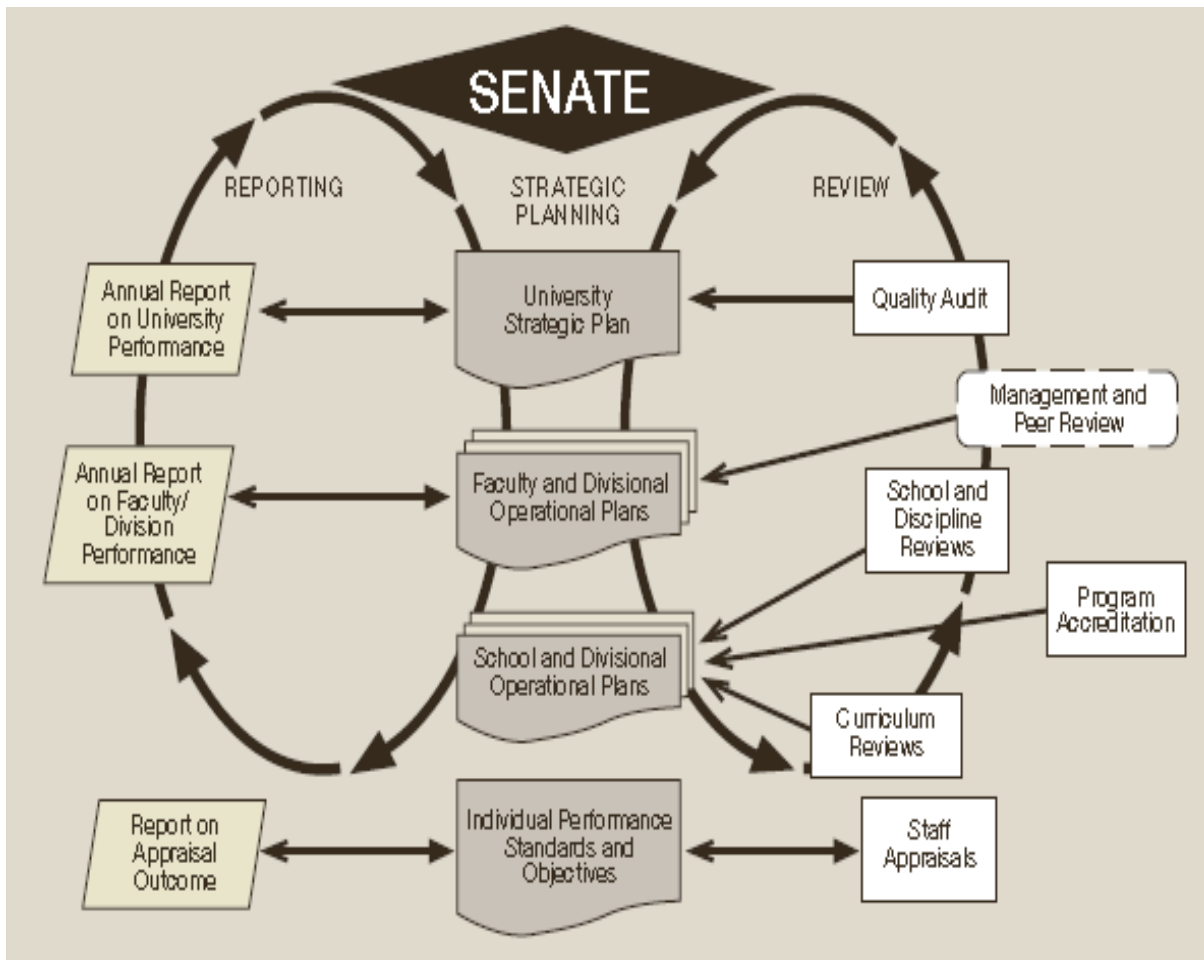 SENATE
REPORTING
STRATEGIC
PLANNING
REVIEW
Annual Report
on University
Performance
University
Strategic Plan
Quality Audit
Management and
Peer Review
Annual Report
on Faculty/
Division
Performance
Faculty and Divisional
Operational Plans
School and
Discipline
Reviews
Program
Accreditation
School and Divisional
Operational Plans
Curriculum
Reviews
Report on
Appraisal
Outcome
Individual Performance
Standards and
Objectives
Staff
Appraisals